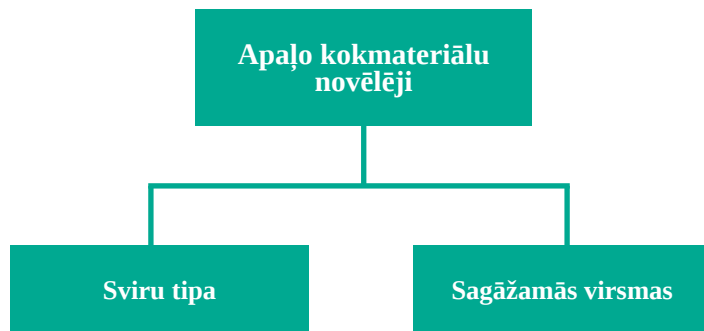 Apaļo kokmateriālu
novēlēji
Sviru tipa
Sagāžamās virsmas